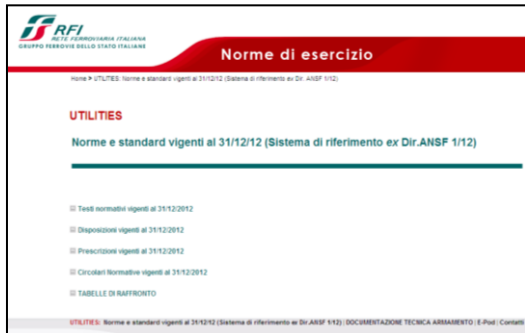 RFI
RETE FERROVIARIA ITALIANA
GRUPPO FERROVIE DELLO STATO ITALIANE
Norme di esercizio
Home > UTILITIES: Norme e standard vigenti al 31/12/12 (Sistema di riferimento ex Dir. ANSF 1/12)
UTILITIES
Norme e standard vigenti al 31/12/12 (Sistema di riferimento ex Dir.ANSF 1/12)
Testi normativi vigenti al 31/12/2012
Disposizioni vigenti al 31/12/2012
Prescrizioni vigenti al 31/12/2012
Circolari Normative vigenti al 31/12/2012
TABELLE DI RAFFRONTO
UTILITIES: Norme e standard vigenti al 31/12/12 (Sistema di riferimento ex Dir.ANSF 1/12) | DOCUMENTAZIONE TECNICA ARMAMENTO | E-Pod | Contatti